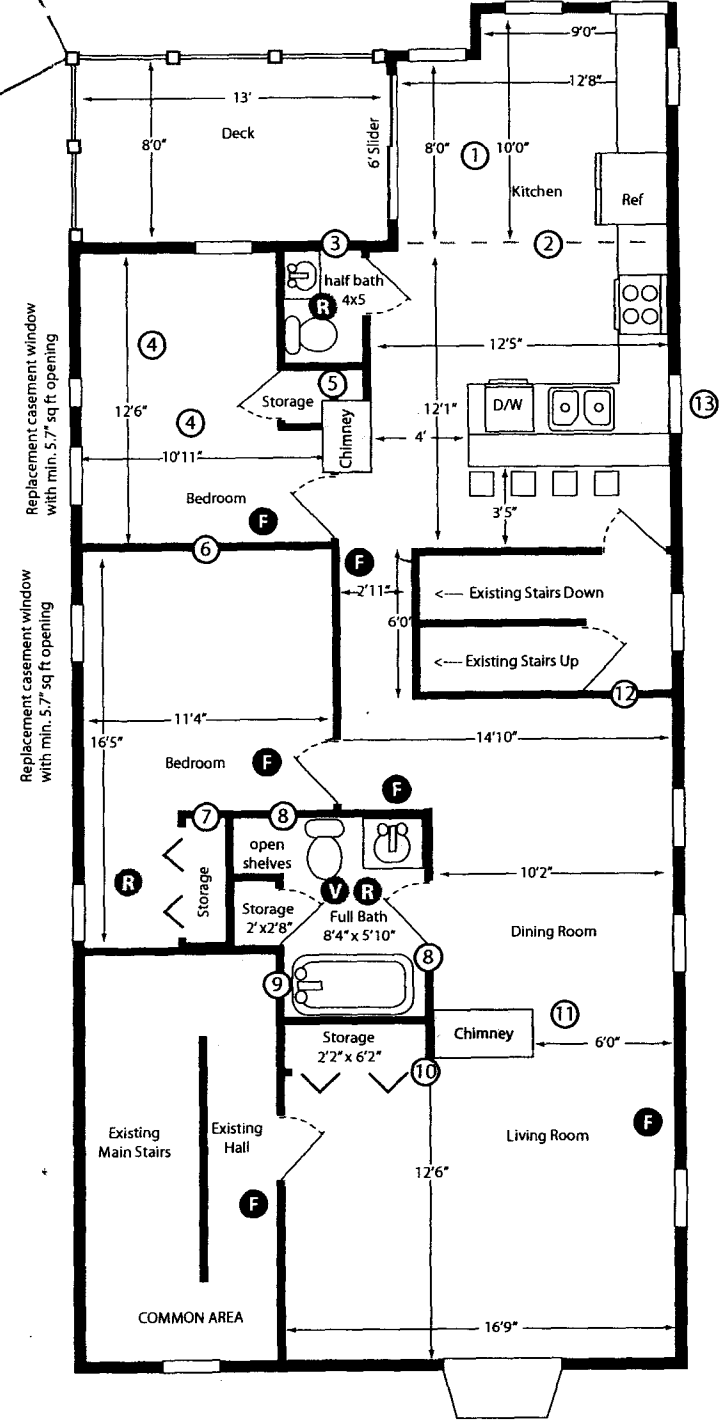 9'0"
13'
12'8"
Deck
8'0"
6' Slider
8'0"
10'0"
1
Kitchen
Ref
3
2
half bath
4x5
R
Replacement casement window
with min. 5.7" sq ft opening
4
12'5"
5
Storage
12'6"
4
Chimney
12'1"
D/W
13
4'
10'11"
Bedroom
F
3'5"
6
F
2'11"
6'0"
<---- Existing Stairs Down
<---- Existing Stairs Up
12
Replacement casement window
with min. 5.7" sq ft opening
11'4"
16'5"
14'10"
Bedroom
F
F
7
8
open
shelves
R
Storage
V
R
10'2"
Storage
2' x2'8"
Full Bath
8'4" x 5'10"
Dining Room
8
9
11
Chimney
6'0"
Storage
2'2" x 6'2"
10
Existing
Main Stairs
Existing
Hall
Living Room
F
12'6"
F
COMMON AREA
16'9"